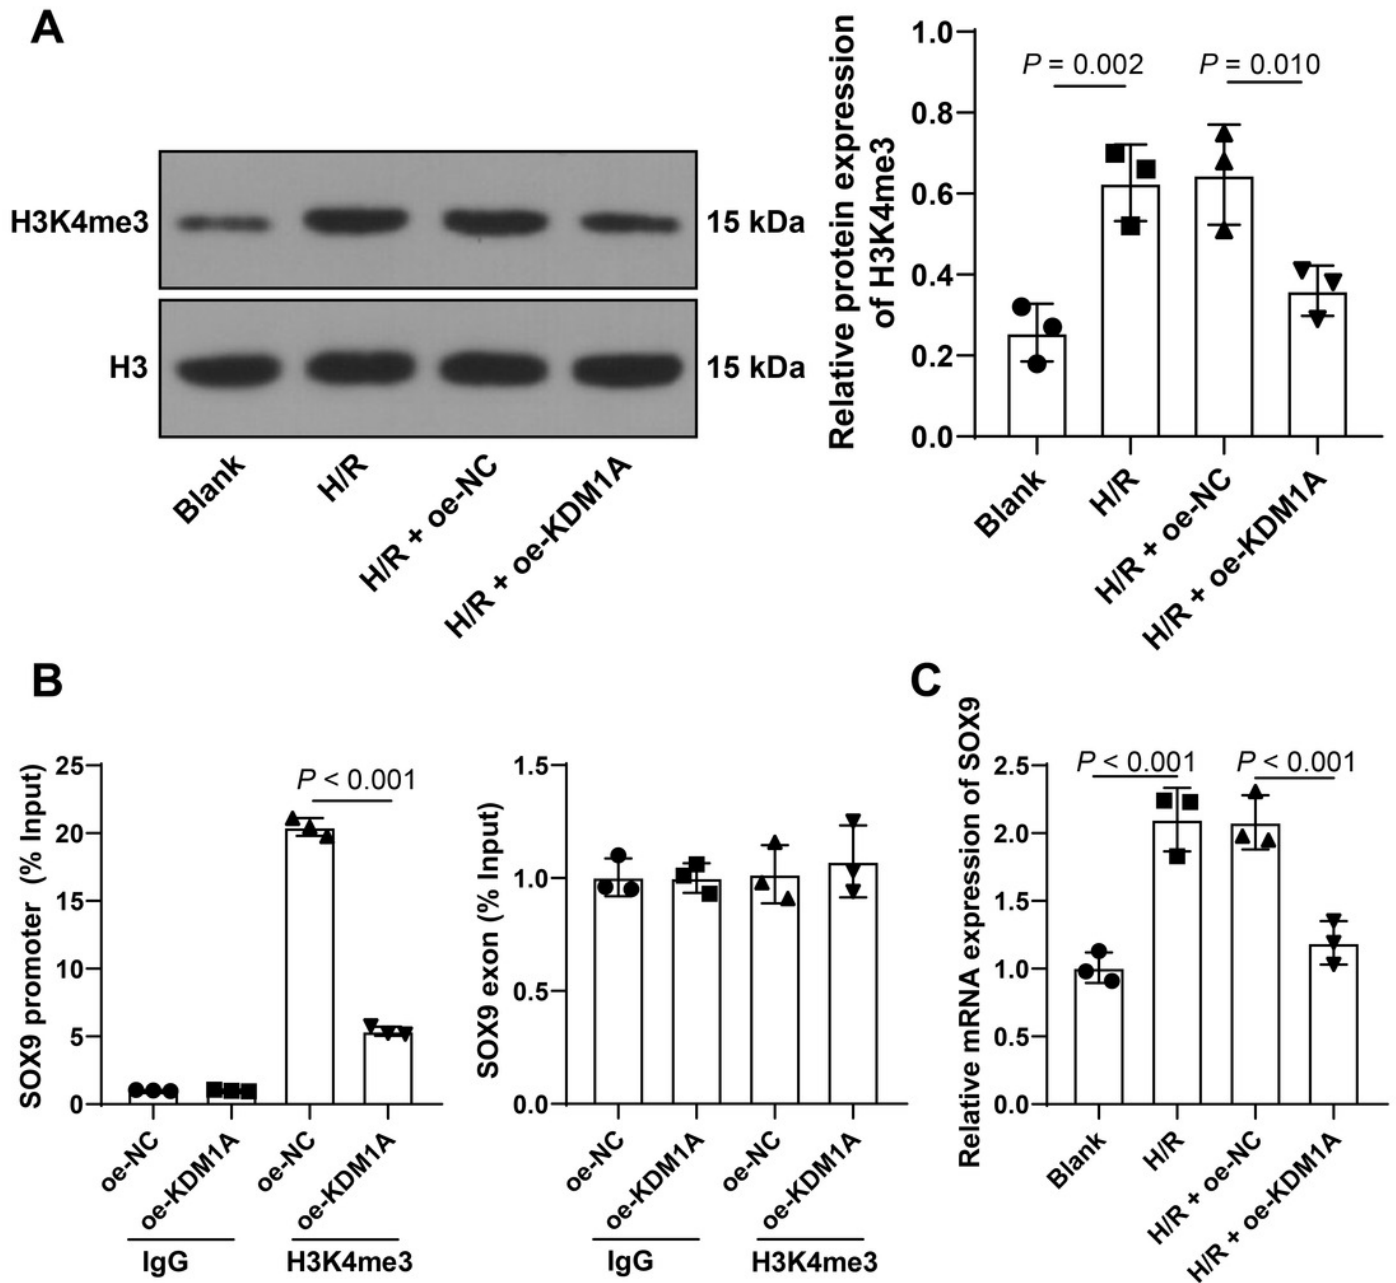 A
H3K4me3
15 kDa
H3
15 kDa
Blank
H/R
H/R + oe-NC
H/R + oe-KDM1A
Relative protein expression
of H3K4me3
1.0
0.8
0.6
0.4
0.2
0.0
P = 0.002
P = 0.010
Blank
H/R
H/R + oe-NC
H/R + oe-KDM1A
B
SOX9 promoter (% Input)
25
20
15
10
5
0
P < 0.001
oe-NC
oe-KDM1A
oe-NC
oe-KDM1A
IgG
H3K4me3
SOX9 exon (% Input)
1.5
1.0
0.5
0.0
oe-NC
oe-KDM1A
oe-NC
oe-KDM1A
IgG
H3K4me3
C
Relative mRNA expression of SOX9
2.5
2.0
1.5
1.0
0.5
0.0
P < 0.001
P < 0.001
Blank
H/R
H/R + oe-NC
H/R + oe-KDM1A